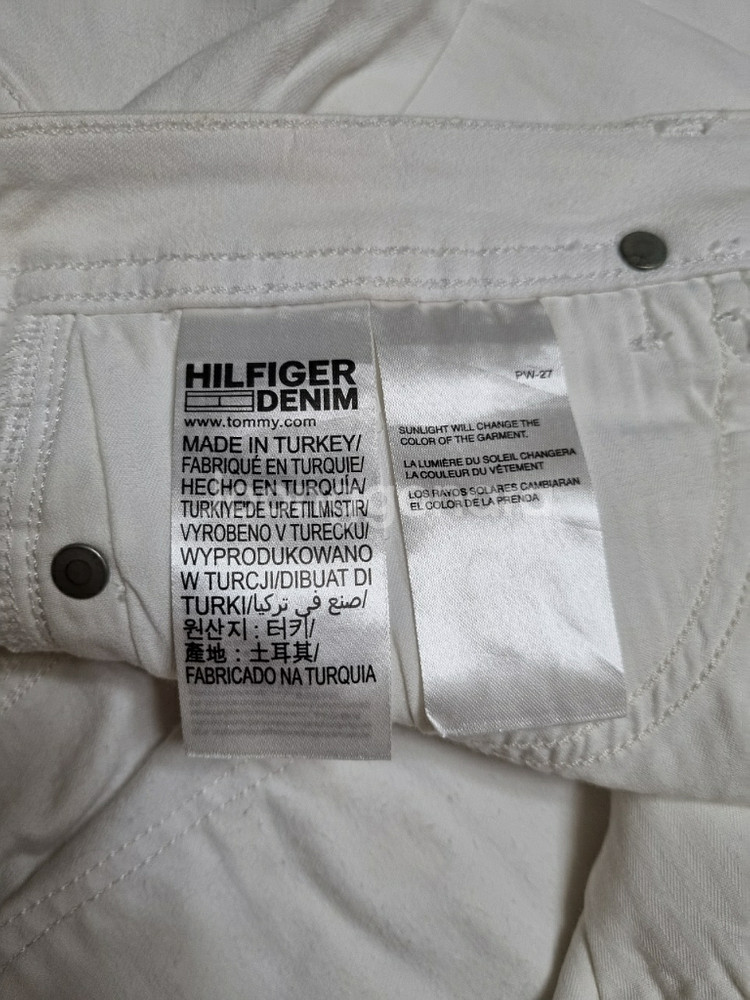 HILFIGER
DENIM
www.tommy.com
MADE IN TURKEY/
FABRIQUÉ EN TURQUIE/
HECHO EN TURQUÍA/
TURKIYE'DE URETILMISTIR/
VYROBENO V TURECKU/
WYPRODUKOWANO
W TURCJI/DIBUAT DI
TURKI/صنع في تركيا/
원산지 : 터키/
產地 : 土耳其/
FABRICADO NA TURQUIA
PW-27
SUNLIGHT WILL CHANGE THE
COLOR OF THE GARMENT.
LA LUMIÈRE DU SOLEIL CHANGERA
LA COULEUR DU VÊTEMENT
LOS RAYOS SOLARES CAMBIARAN
EL COLOR DE LA PRENDA